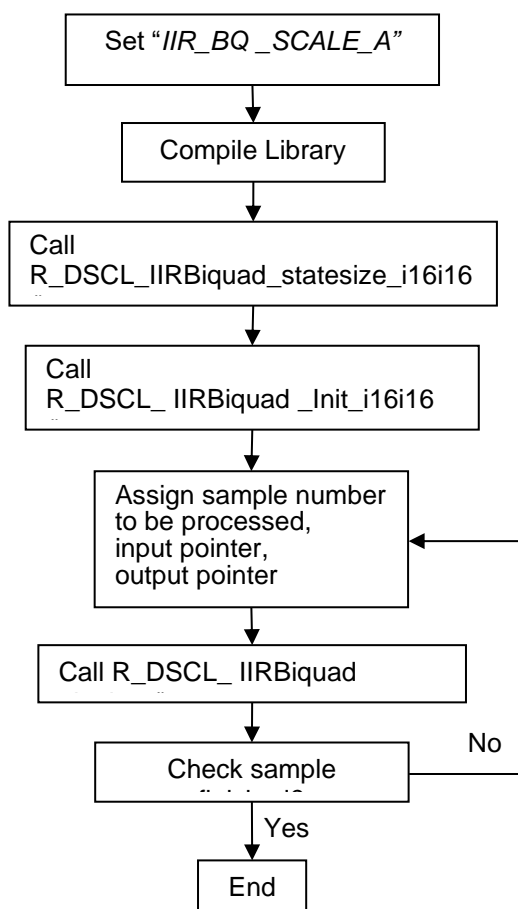 Set “IIR_BQ _SCALE_A”
Compile Library
Call
R_DSCL_IIRBiquad_statesize_i16i16
Call
R_DSCL_ IIRBiquad _Init_i16i16
Assign sample number
to be processed,
input pointer,
output pointer
Call R_DSCL_ IIRBiquad
Check sample
No
Yes
End